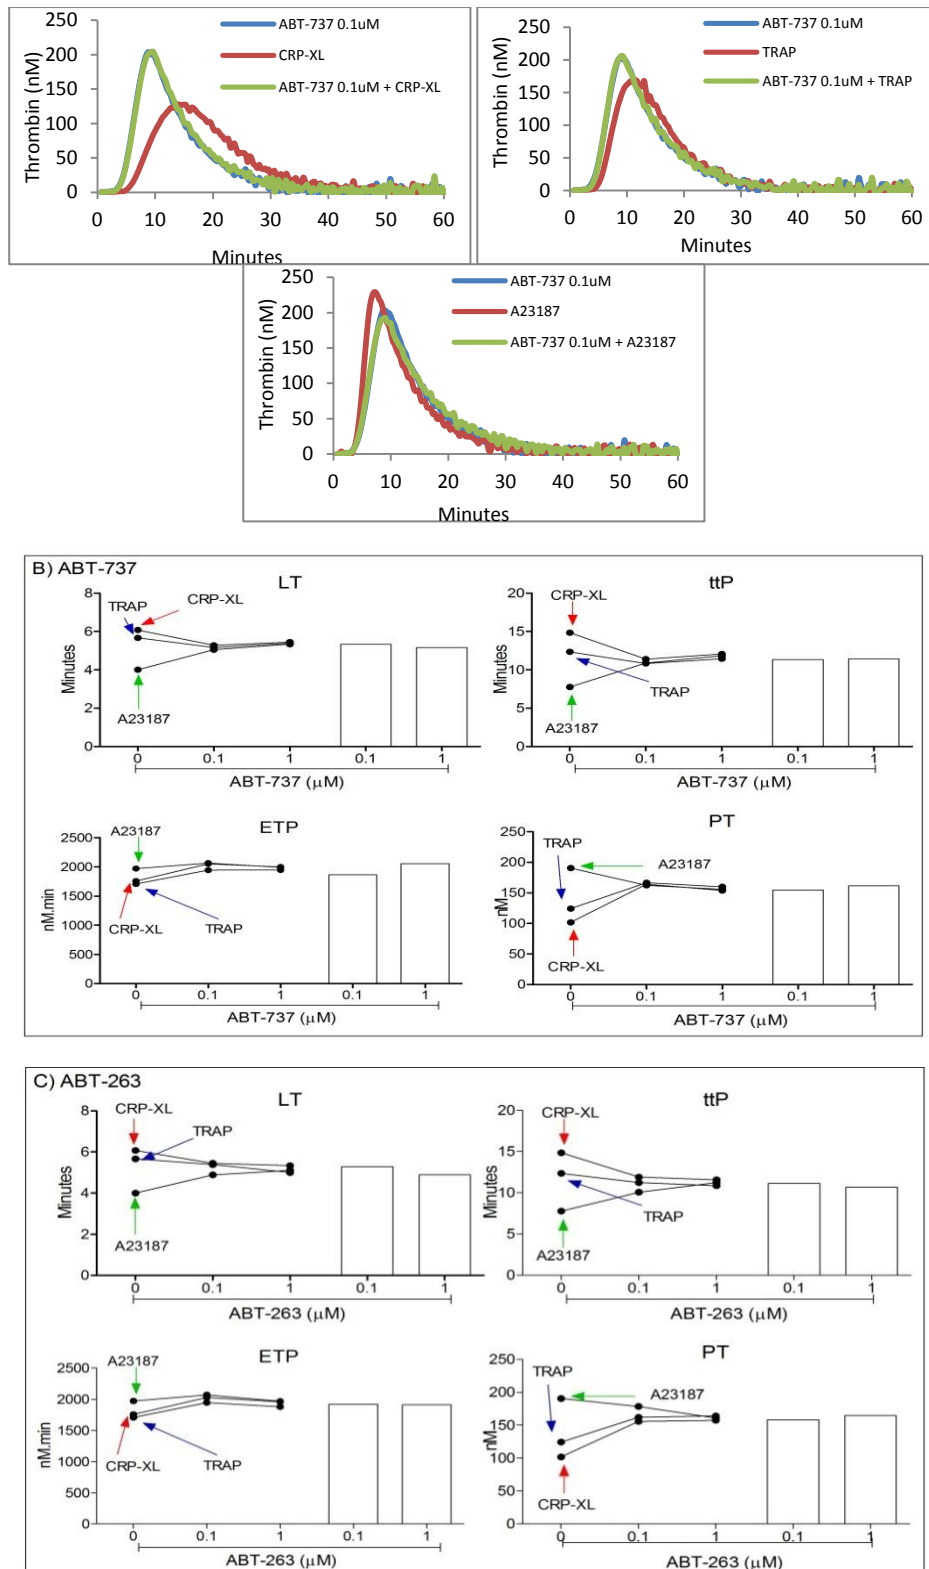 Thrombin (nM)
250
200
150
100
50
0
0 10 20 30 40 50 60
Minutes
ABT-737 0.1uM
CRP-XL
ABT-737 0.1uM + CRP-XL
Thrombin (nM)
250
200
150
100
50
0
0 10 20 30 40 50 60
Minutes
ABT-737 0.1uM
TRAP
ABT-737 0.1uM + TRAP
Thrombin (nM)
250
200
150
100
50
0
0 10 20 30 40 50 60
Minutes
ABT-737 0.1uM
A23187
ABT-737 0.1uM + A23187
B) ABT-737
LT
Minutes
8
6
4
2
0
TRAP
CRP-XL
A23187
0 0.1 1 0.1 1
ABT-737 (μM)
ttP
Minutes
20
15
10
5
0
CRP-XL
TRAP
A23187
0 0.1 1 0.1 1
ABT-737 (μM)
ETP
nM.min
2500
2000
1500
1000
500
0
A23187
CRP-XL
TRAP
0 0.1 1 0.1 1
ABT-737 (μM)
PT
nM
250
200
150
100
50
0
TRAP
A23187
CRP-XL
0 0.1 1 0.1 1
ABT-737 (μM)
C) ABT-263
LT
Minutes
8
6
4
2
0
CRP-XL
TRAP
A23187
0 0.1 1 0.1 1
ABT-263 (μM)
ttP
Minutes
20
15
10
5
0
CRP-XL
TRAP
A23187
0 0.1 1 0.1 1
ABT-263 (μM)
ETP
nM.min
2500
2000
1500
1000
500
0
A23187
CRP-XL
TRAP
0 0.1 1 0.1 1
ABT-263 (μM)
PT
nM
250
200
150
100
50
0
TRAP
A23187
CRP-XL
0 0.1 1 0.1 1
ABT-263 (μM)